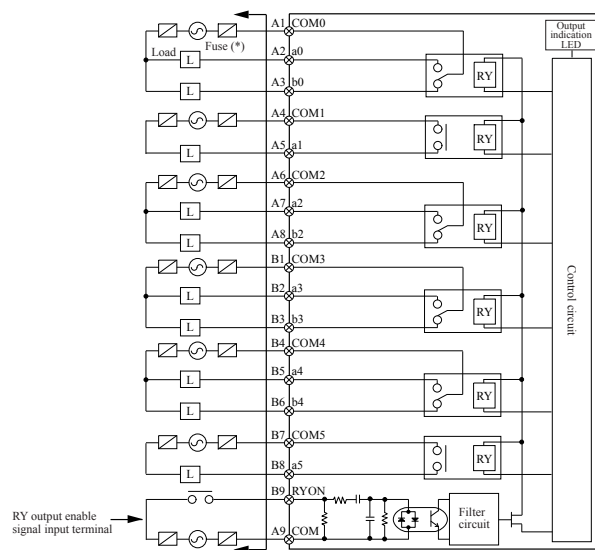 Output
indication
LED
A1 COM0
Load Fuse (*)
L A2 a0
RY
L A3 b0
A4 COM1
RY
L A5 a1
A6 COM2
L A7 a2
RY
L A8 b2
B1 COM3
L B2 a3
RY
L B3 b3
B4 COM4
L B5 a4
RY
L B6 b4
B7 COM5
RY
L B8 a5
Control circuit
B9 RYON
RY output enable
signal input terminal
Filter
circuit
A9 COM